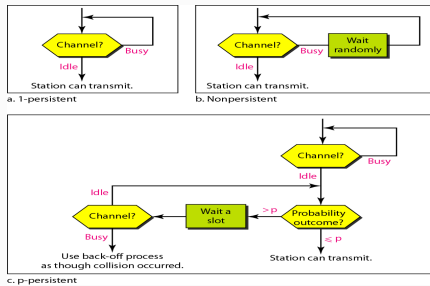 Channel?
Busy
Idle
Station can transmit.
a. 1-persistent
Channel?
Busy
Wait
randomly
Idle
Station can transmit.
b. Nonpersistent
Channel?
Busy
Idle
Probability
outcome?
>p
≤ p
Station can transmit.
Wait a
slot
Channel?
Idle
Busy
Use back-off process
as though collision occurred.
c. p-persistent